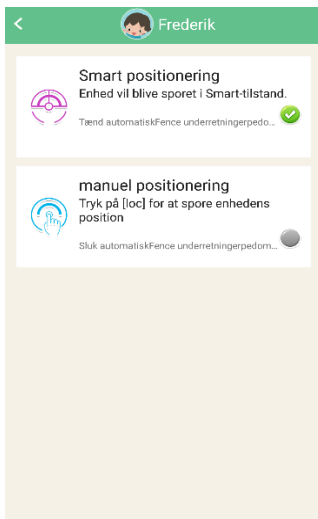 Frederik
Smart positionering
Enhed vil blive sporet i Smart-tilstand.
Tænd automatiskFence underretningerpedo...
manuel positionering
Tryk på [loc] for at spore enhedens
position
Sluk automatiskFence underretningerpedom...